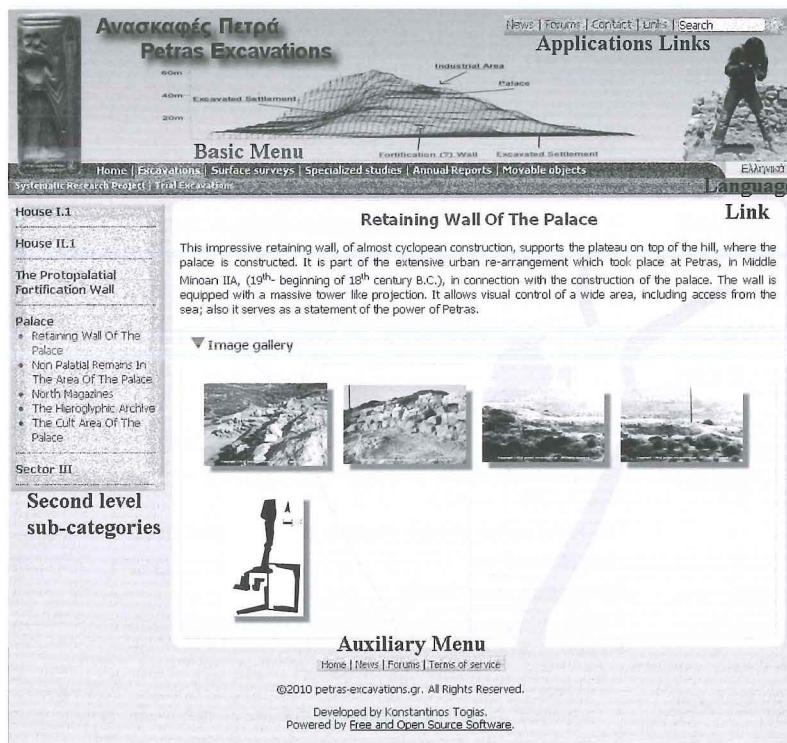 Ανασκαφές Πετρά
Petras Excavations
News | Forums | Contact | Links | Search
Applications Links
60m
40m
20m
Industrial Area
Palace
Excavated Settlement
Fortification (?) Wall
Excavated Settlement
Basic Menu
Home | Excavations | Surface surveys | Specialized studies | Annual Reports | Movable objects
Ελληνικά
Systematic Research Project | Trial Excavations
Language
Link
House I.1
House II.1
The Protopalatial
Fortification Wall
Palace
Retaining Wall Of The
Palace
Non Palatial Remains In
The Area Of The Palace
North Magazines
The Hieroglyphic Archive
The Cult Area Of The
Palace
Sector III
Second level
sub-categories
Retaining Wall Of The Palace
This impressive retaining wall, of almost cyclopean construction, supports the plateau on top of the hill, where the
palace is constructed. It is part of the extensive urban re-arrangement which took place at Petras, in Middle
Minoan IIA, (19th- beginning of 18th century B.C.), in connection with the construction of the palace. The wall is
equipped with a massive tower like projection. It allows visual control of a wide area, including access from the
sea; also it serves as a statement of the power of Petras.
Image gallery
Auxiliary Menu
Home | News | Forums | Terms of service
©2010 petras-excavations.gr. All Rights Reserved.
Developed by Konstantinos Togias.
Powered by Free and Open Source Software.